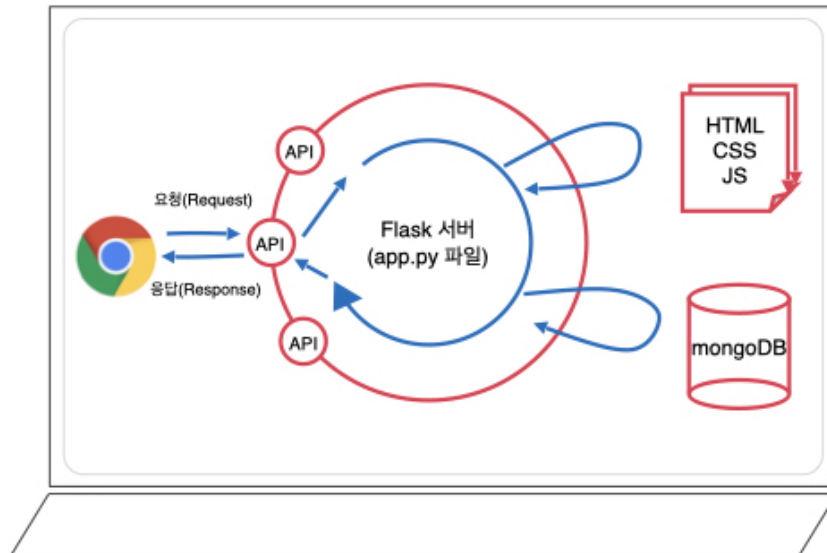 API
요청(Request)
API
응답(Response)
API
Flask 서버
(app.py 파일)
HTML
CSS
JS
mongoDB